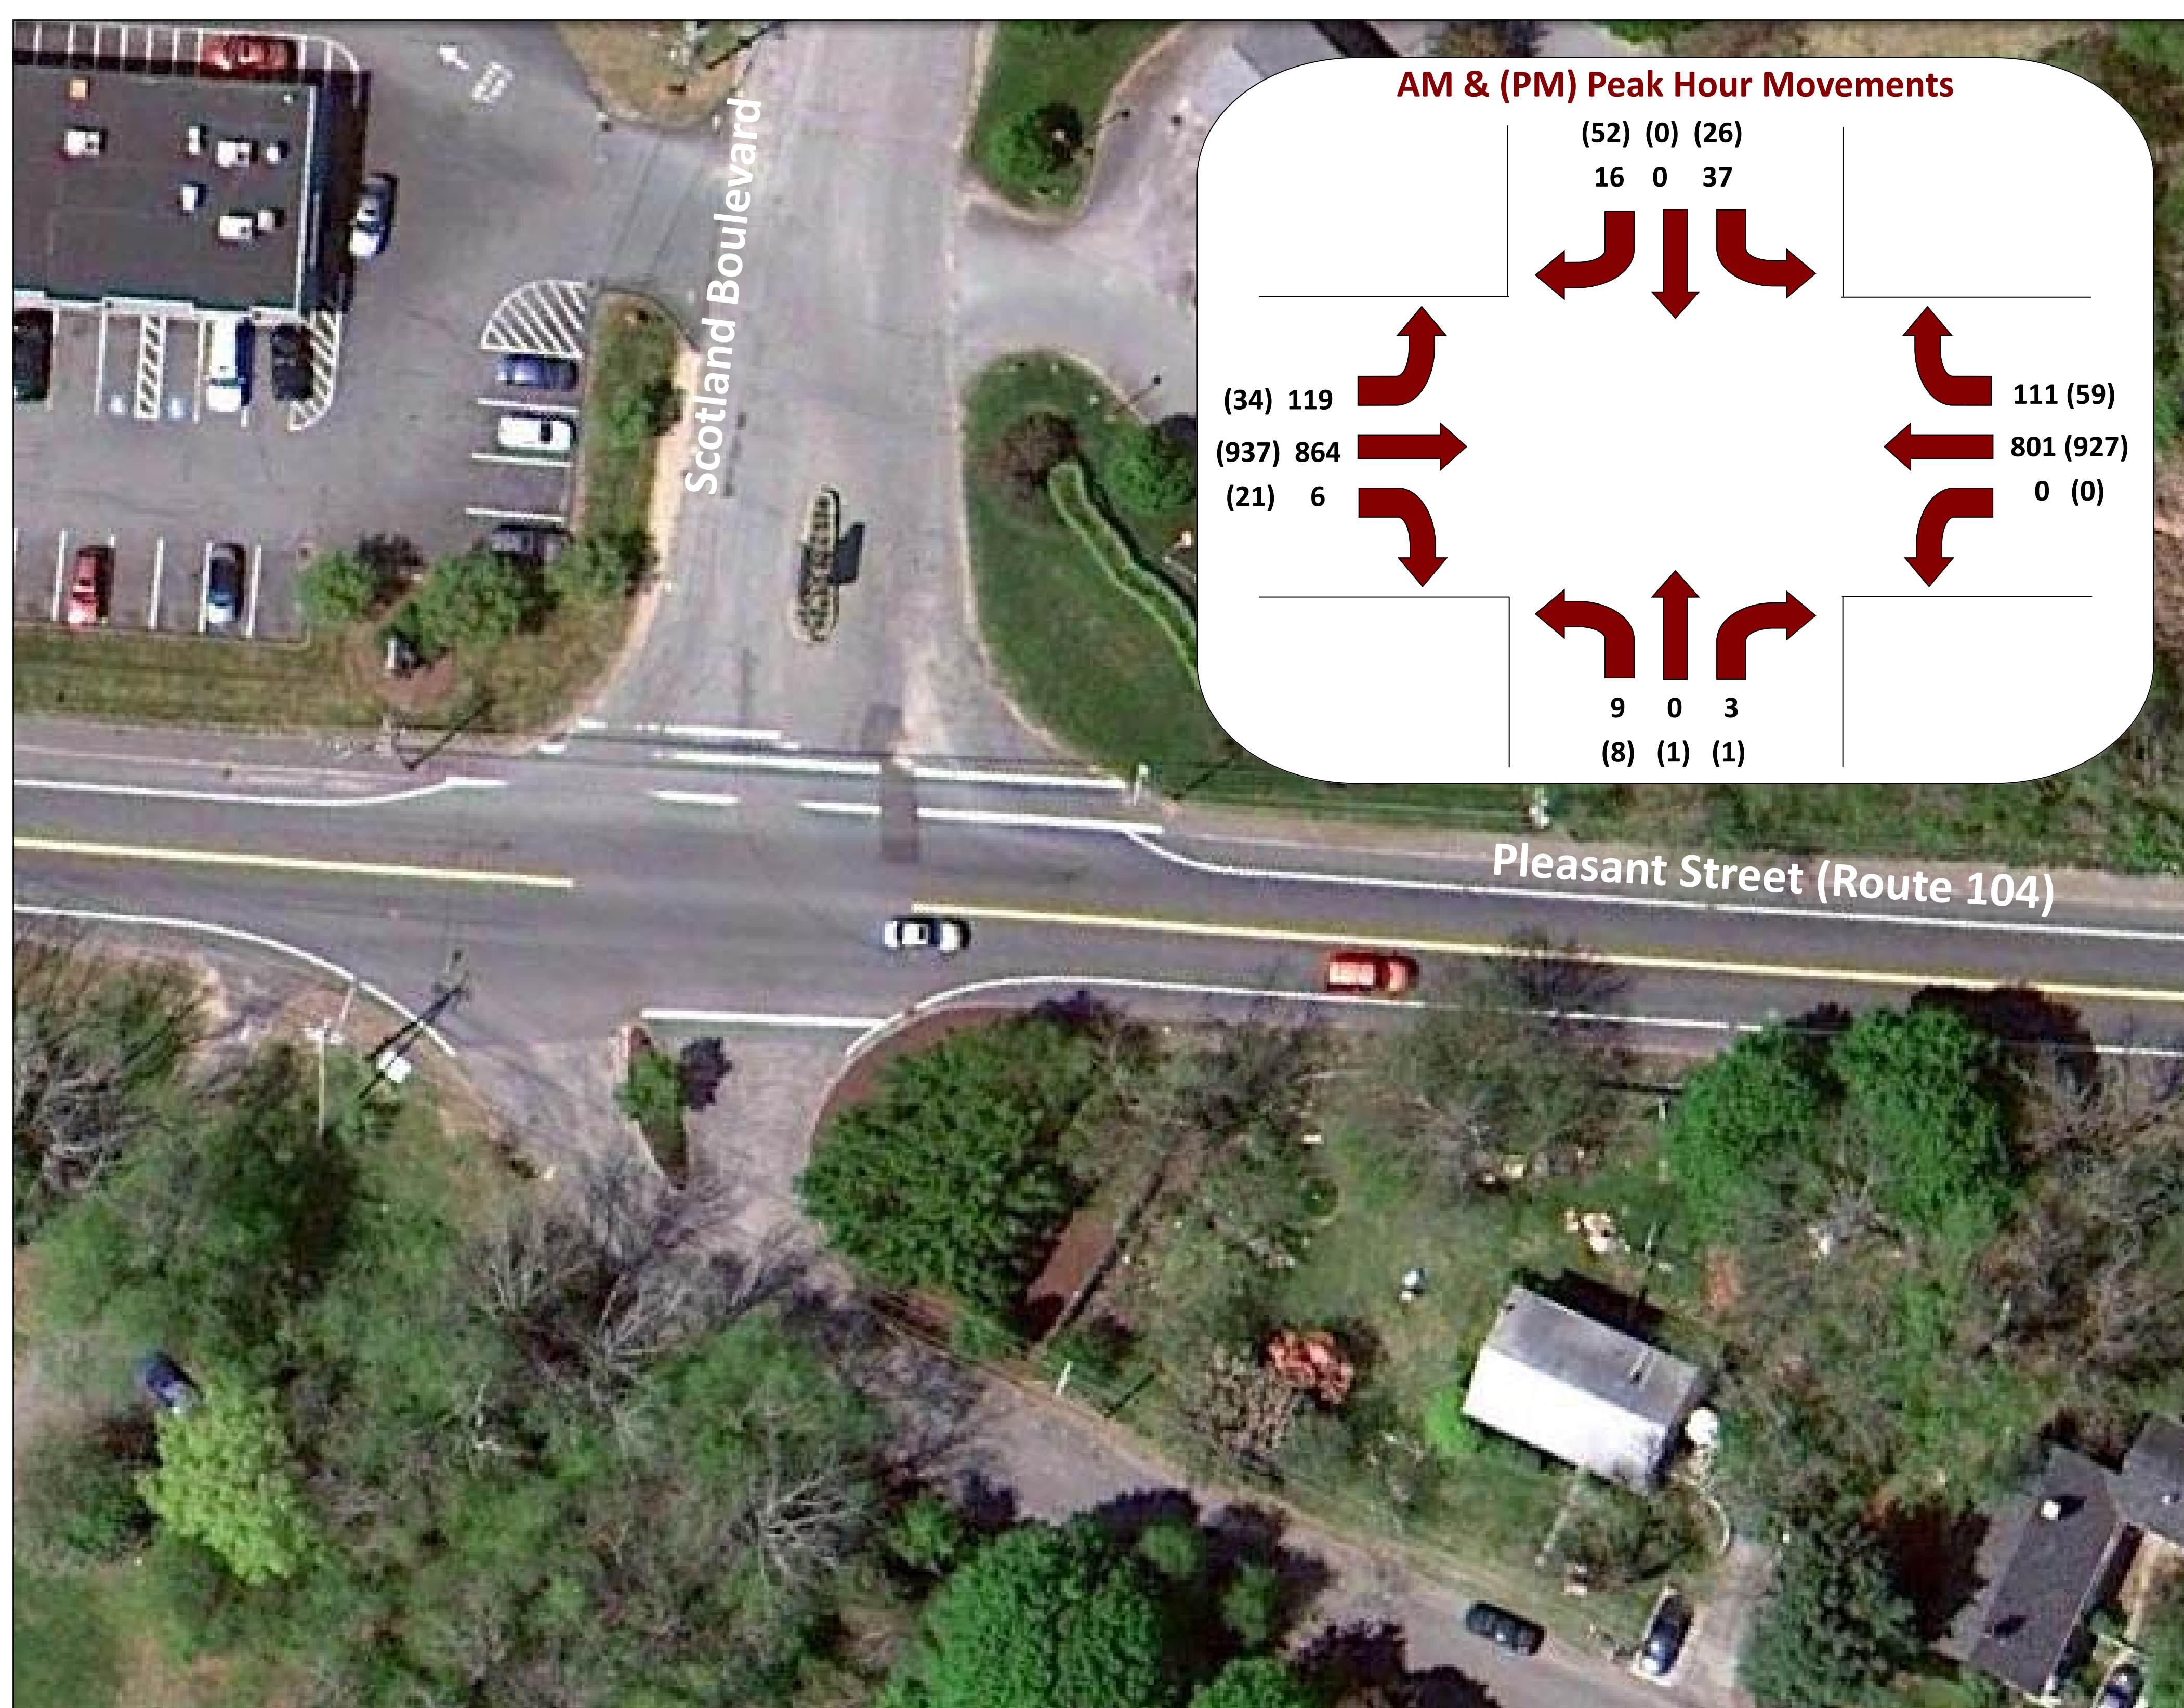 AM & (PM) Peak Hour Movements
(52) (0) (26)
16 0 37
(34) 119
111 (59)
(937) 864
801 (927)
(21) 6
0 (0)
9 0 3
(8) (1) (1)
Scotland Boulevard
Pleasant Street (Route 104)